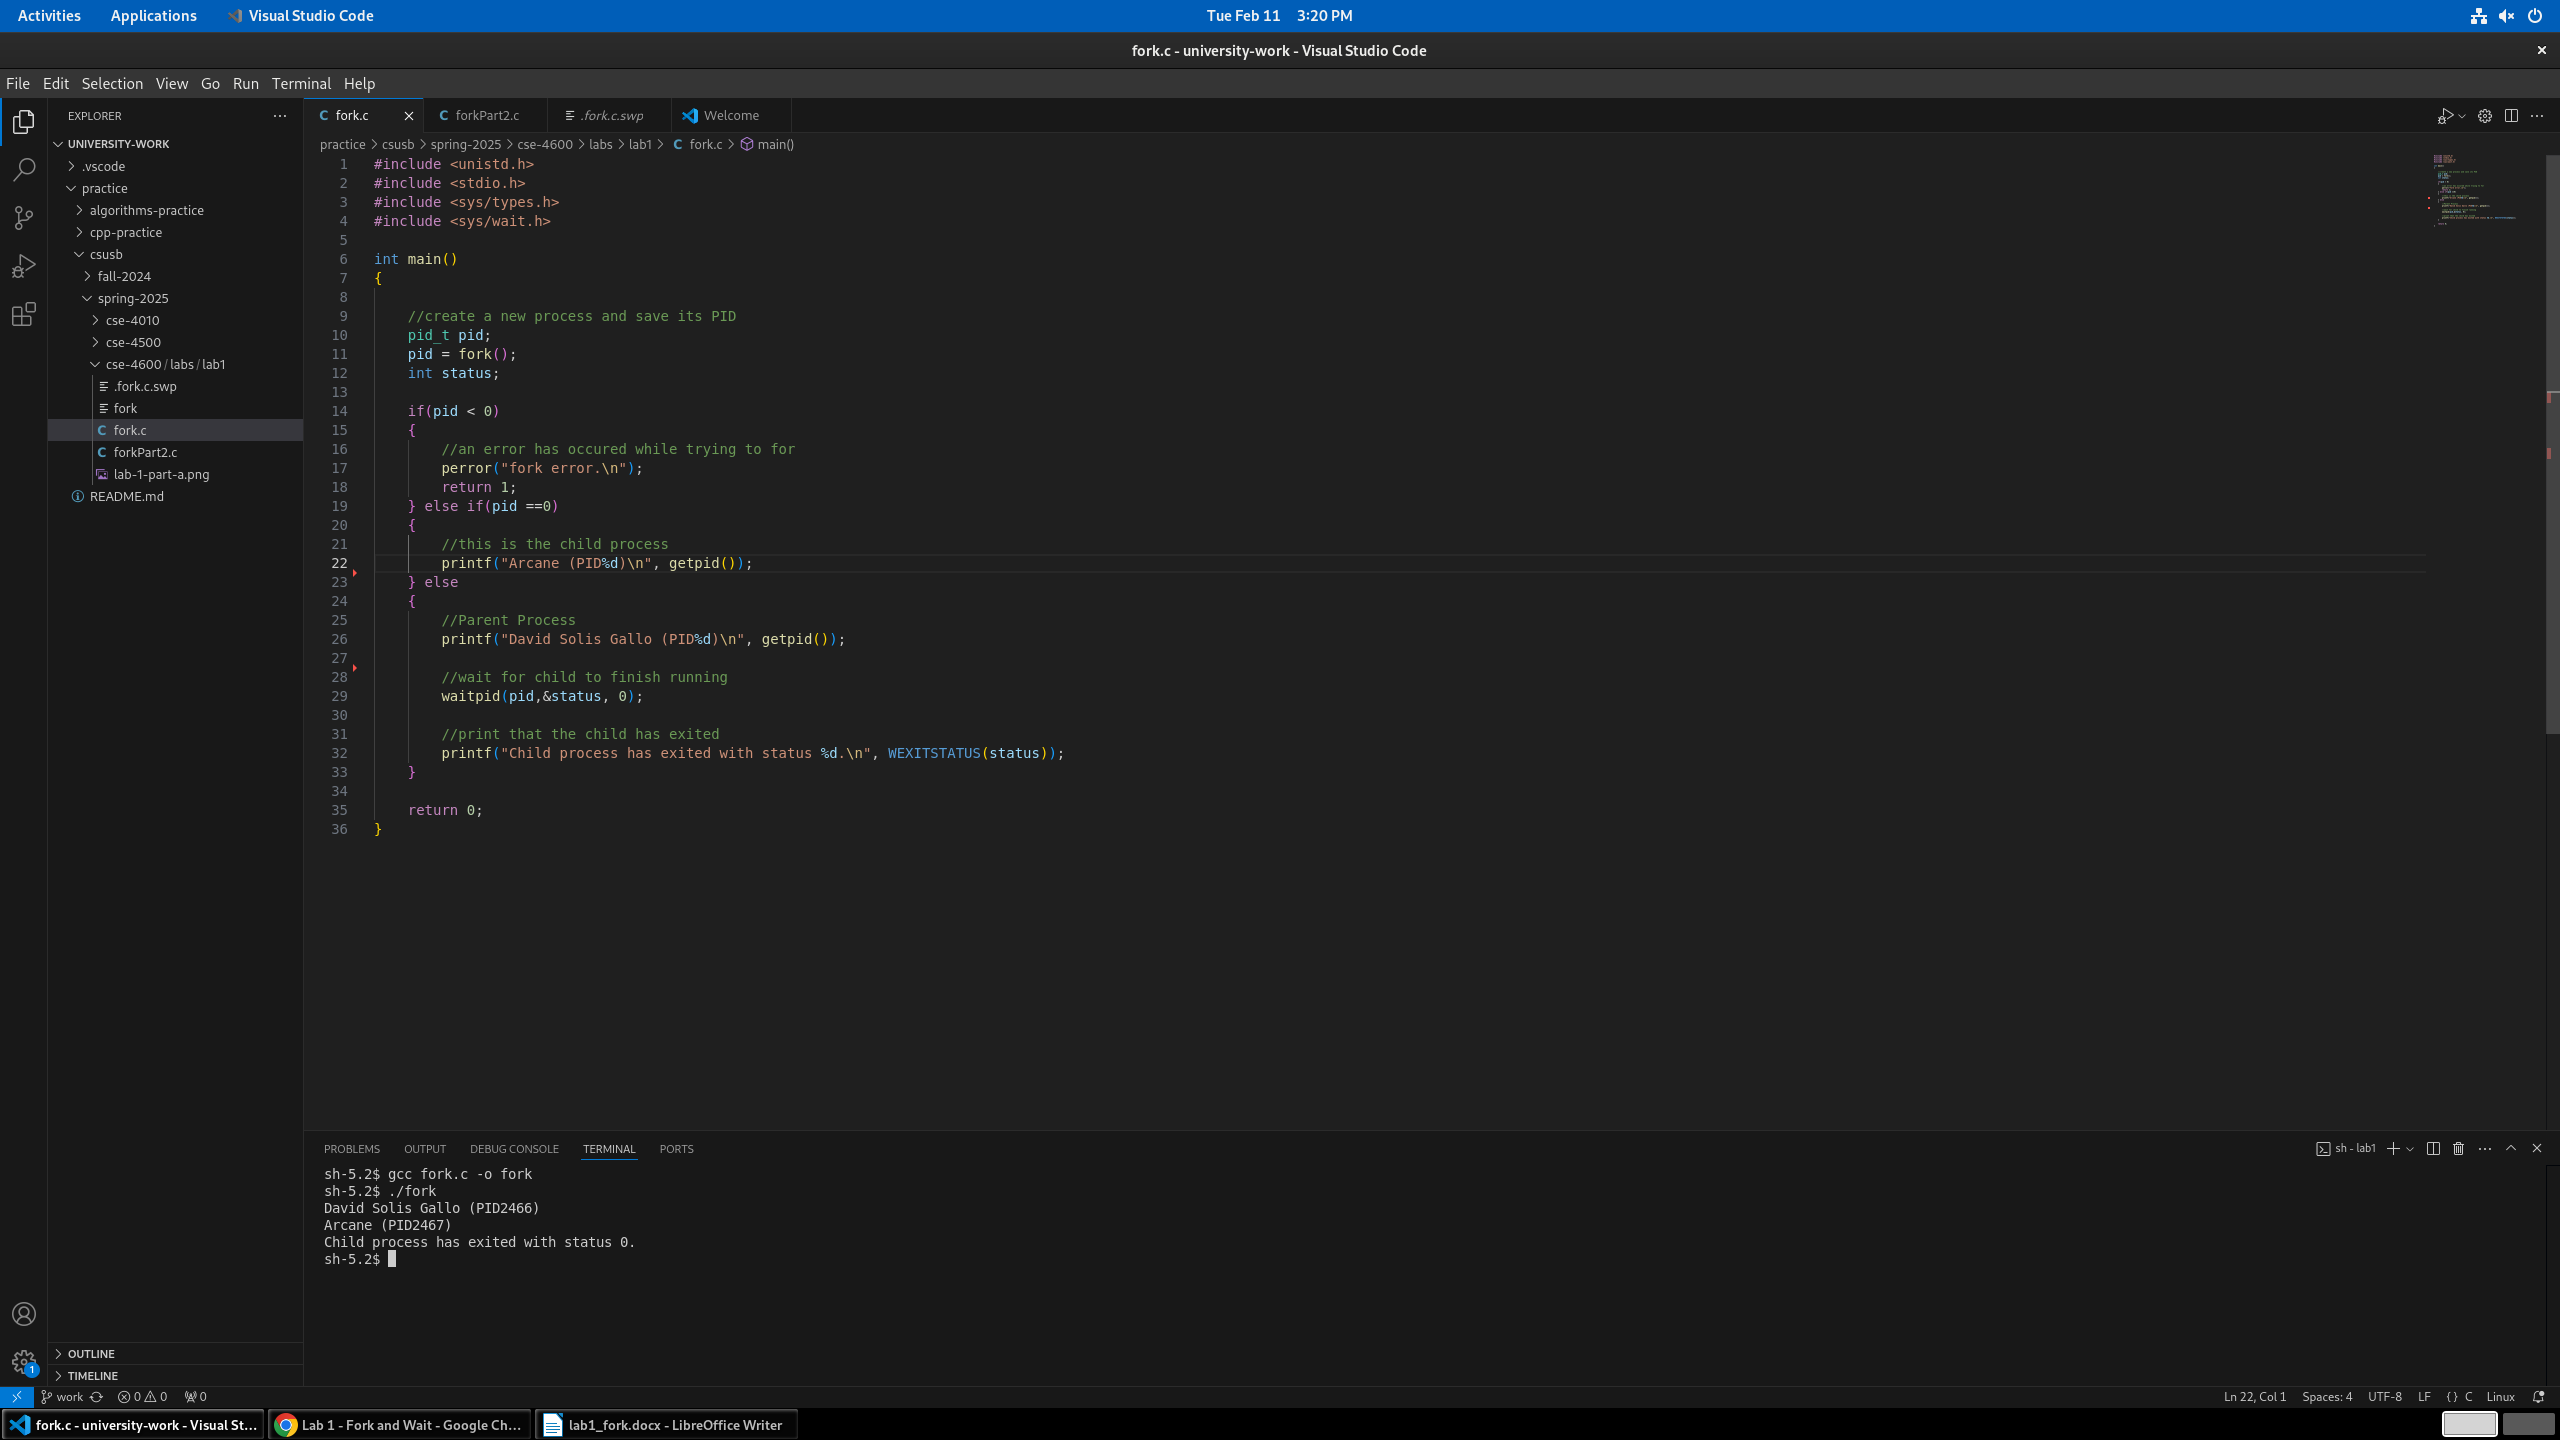 Activities Applications Visual Studio Code Tue Feb 11 3:20 PM
fork.c - university-work - Visual Studio Code
File Edit Selection View Go Run Terminal Help
EXPLORER
UNIVERSITY-WORK
.vscode
practice
algorithms-practice
cpp-practice
csusb
fall-2024
spring-2025
cse-4010
cse-4500
cse-4600/labs/lab1
.fork.c.swp
fork
C fork.c
C forkPart2.c
lab-1-part-a.png
README.md
OUTLINE
TIMELINE
C fork.c C forkPart2.c .fork.c.swp Welcome
practice > csusb > spring-2025 > cse-4600 > labs > lab1 > C fork.c > main()
1 #include <unistd.h>
2 #include <stdio.h>
3 #include <sys/types.h>
4 #include <sys/wait.h>
5
6 int main()
7 {
8
9 //create a new process and save its PID
10 pid_t pid;
11 pid = fork();
12 int status;
13
14 if(pid < 0)
15 {
16 //an error has occured while trying to for
17 perror("fork error.\n");
18 return 1;
19 } else if(pid ==0)
20 {
21 //this is the child process
22 printf("Arcane (PID%d)\n", getpid());
23 } else
24 {
25 //Parent Process
26 printf("David Solis Gallo (PID%d)\n", getpid());
27
28 //wait for child to finish running
29 waitpid(pid,&status, 0);
30
31 //print that the child has exited
32 printf("Child process has exited with status %d.\n", WEXITSTATUS(status));
33 }
34
35 return 0;
36 }
PROBLEMS OUTPUT DEBUG CONSOLE TERMINAL PORTS sh - lab1
sh-5.2$ gcc fork.c -o fork
sh-5.2$ ./fork
David Solis Gallo (PID2466)
Arcane (PID2467)
Child process has exited with status 0.
sh-5.2$
1
work 0 0 0 Ln 22, Col 1 Spaces: 4 UTF-8 LF {} C Linux
fork.c - university-work - Visual St... Lab 1 - Fork and Wait - Google Ch... lab1_fork.docx - LibreOffice Writer